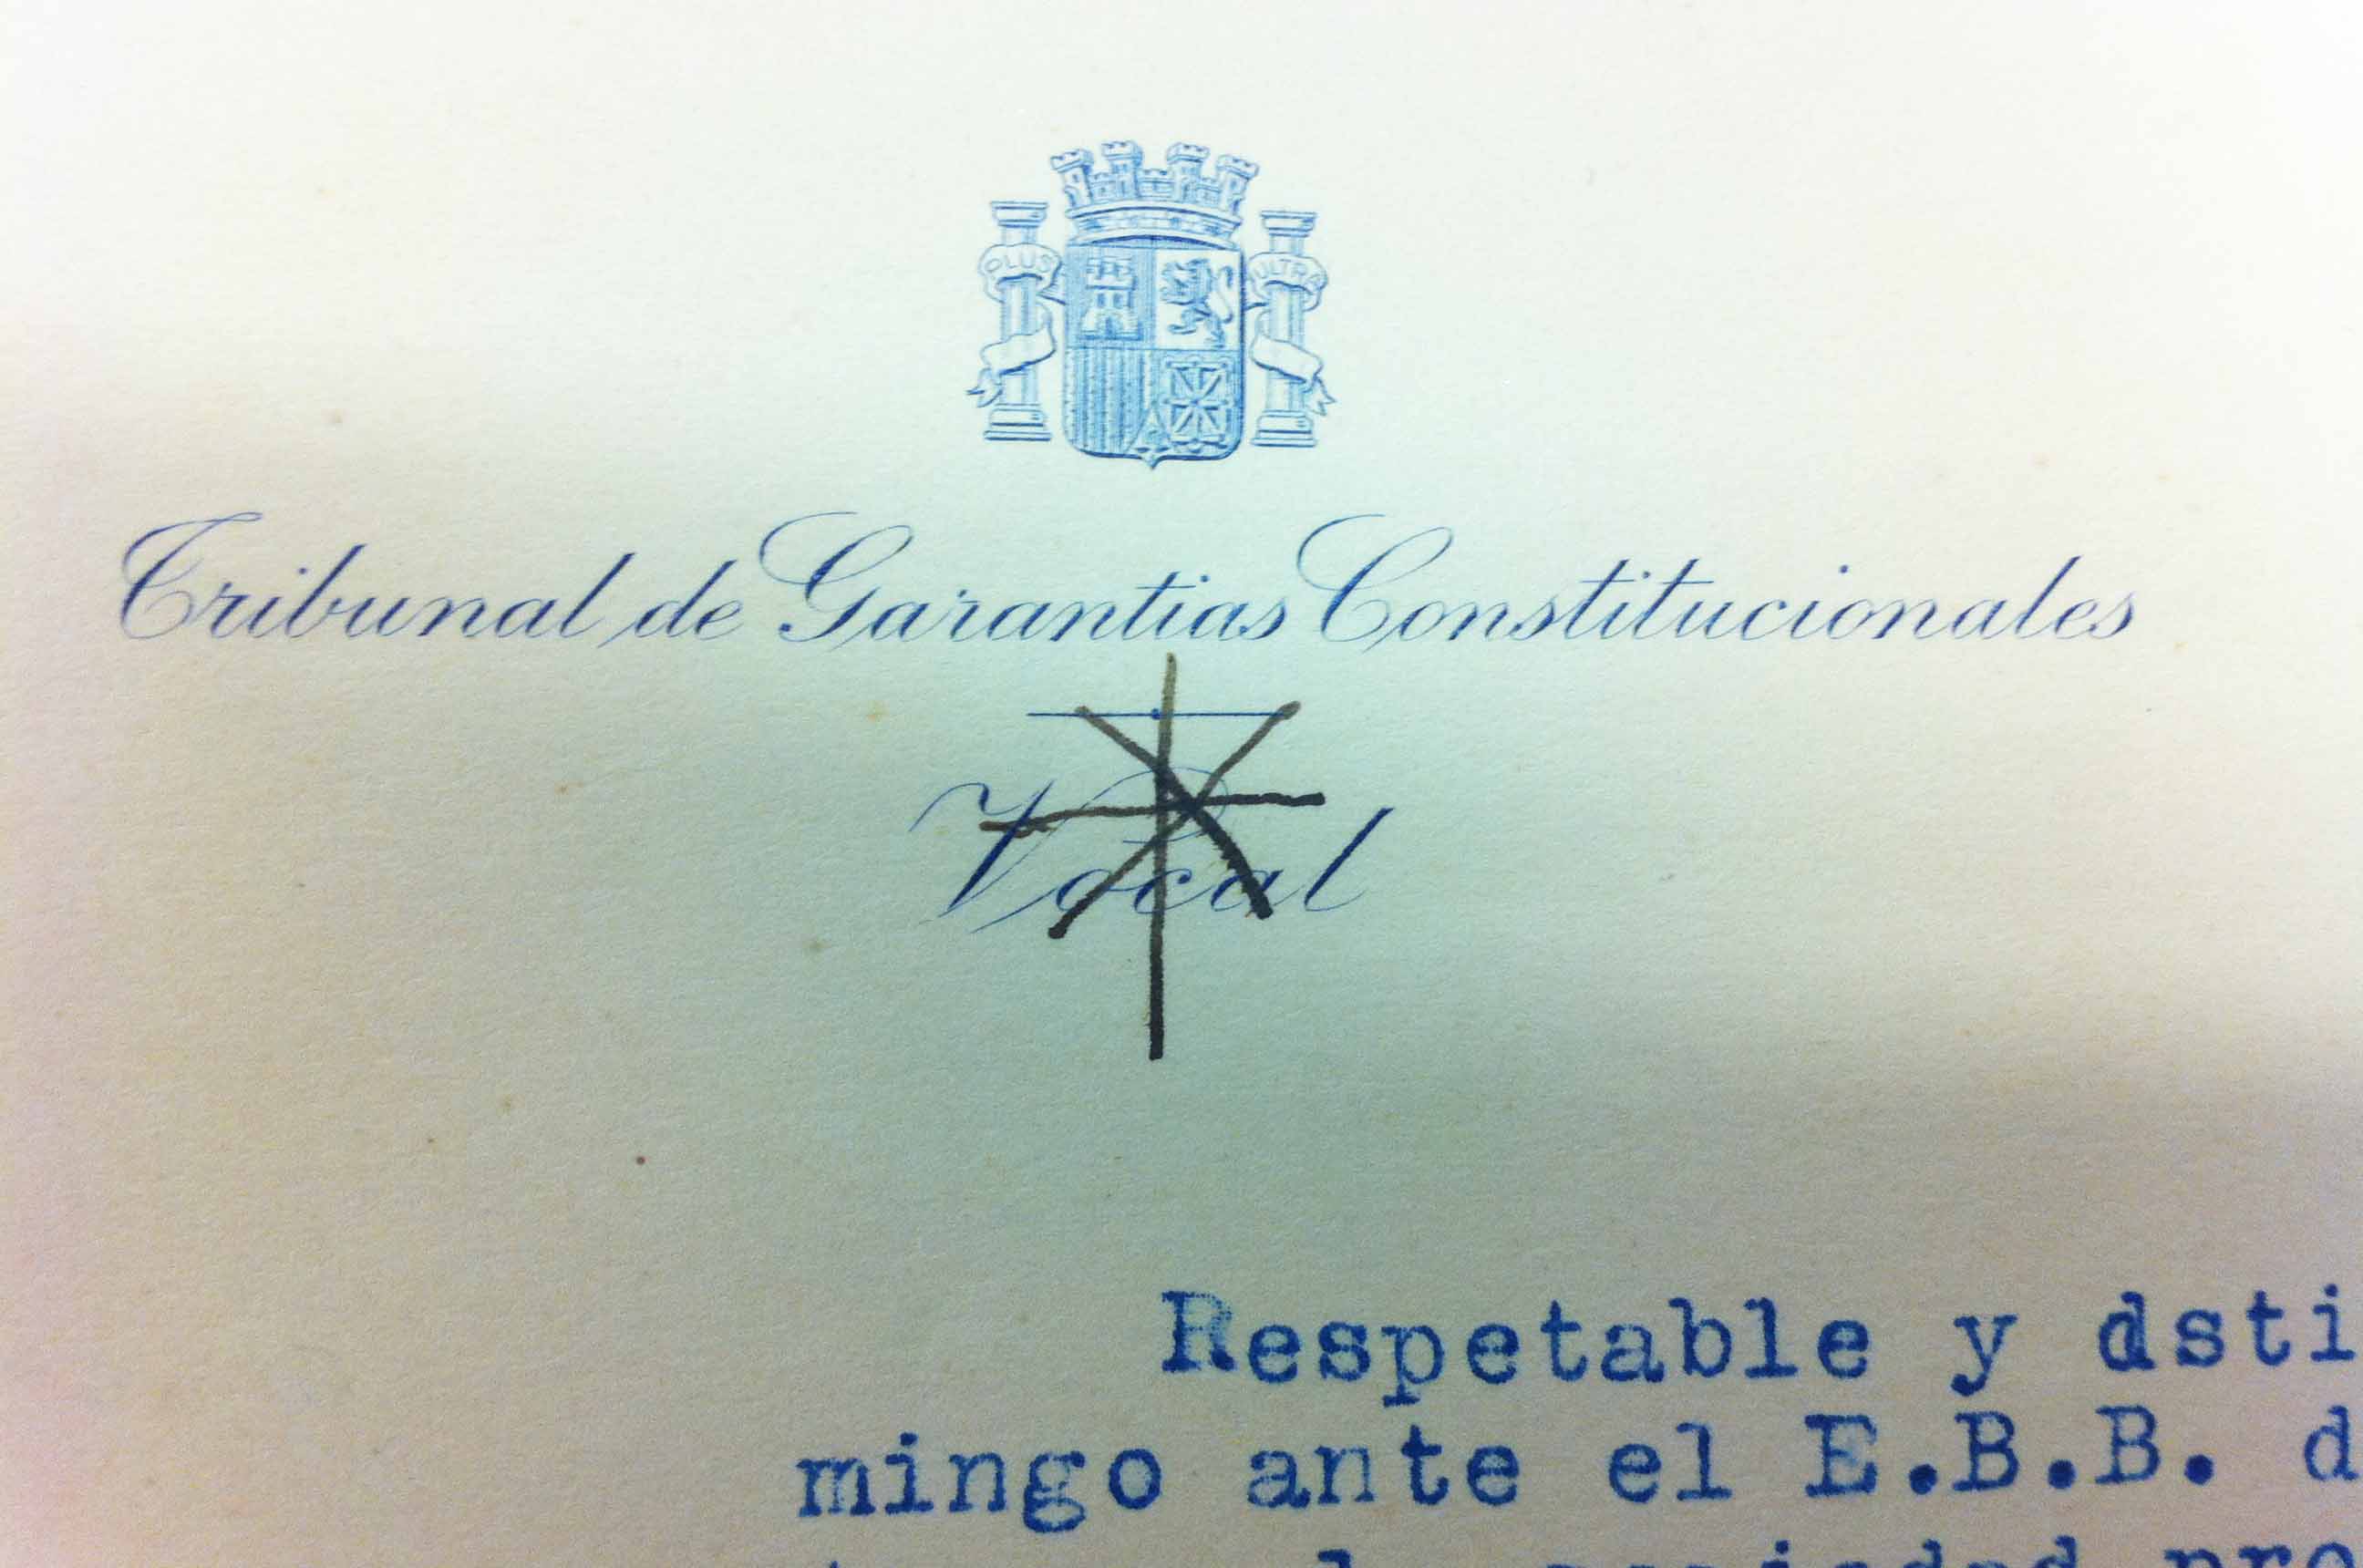 PLUS ULTRA
Tribunal de Garantias Constitucionales
Vocal
Respetable y dsti
mingo ante el E.B.B. d